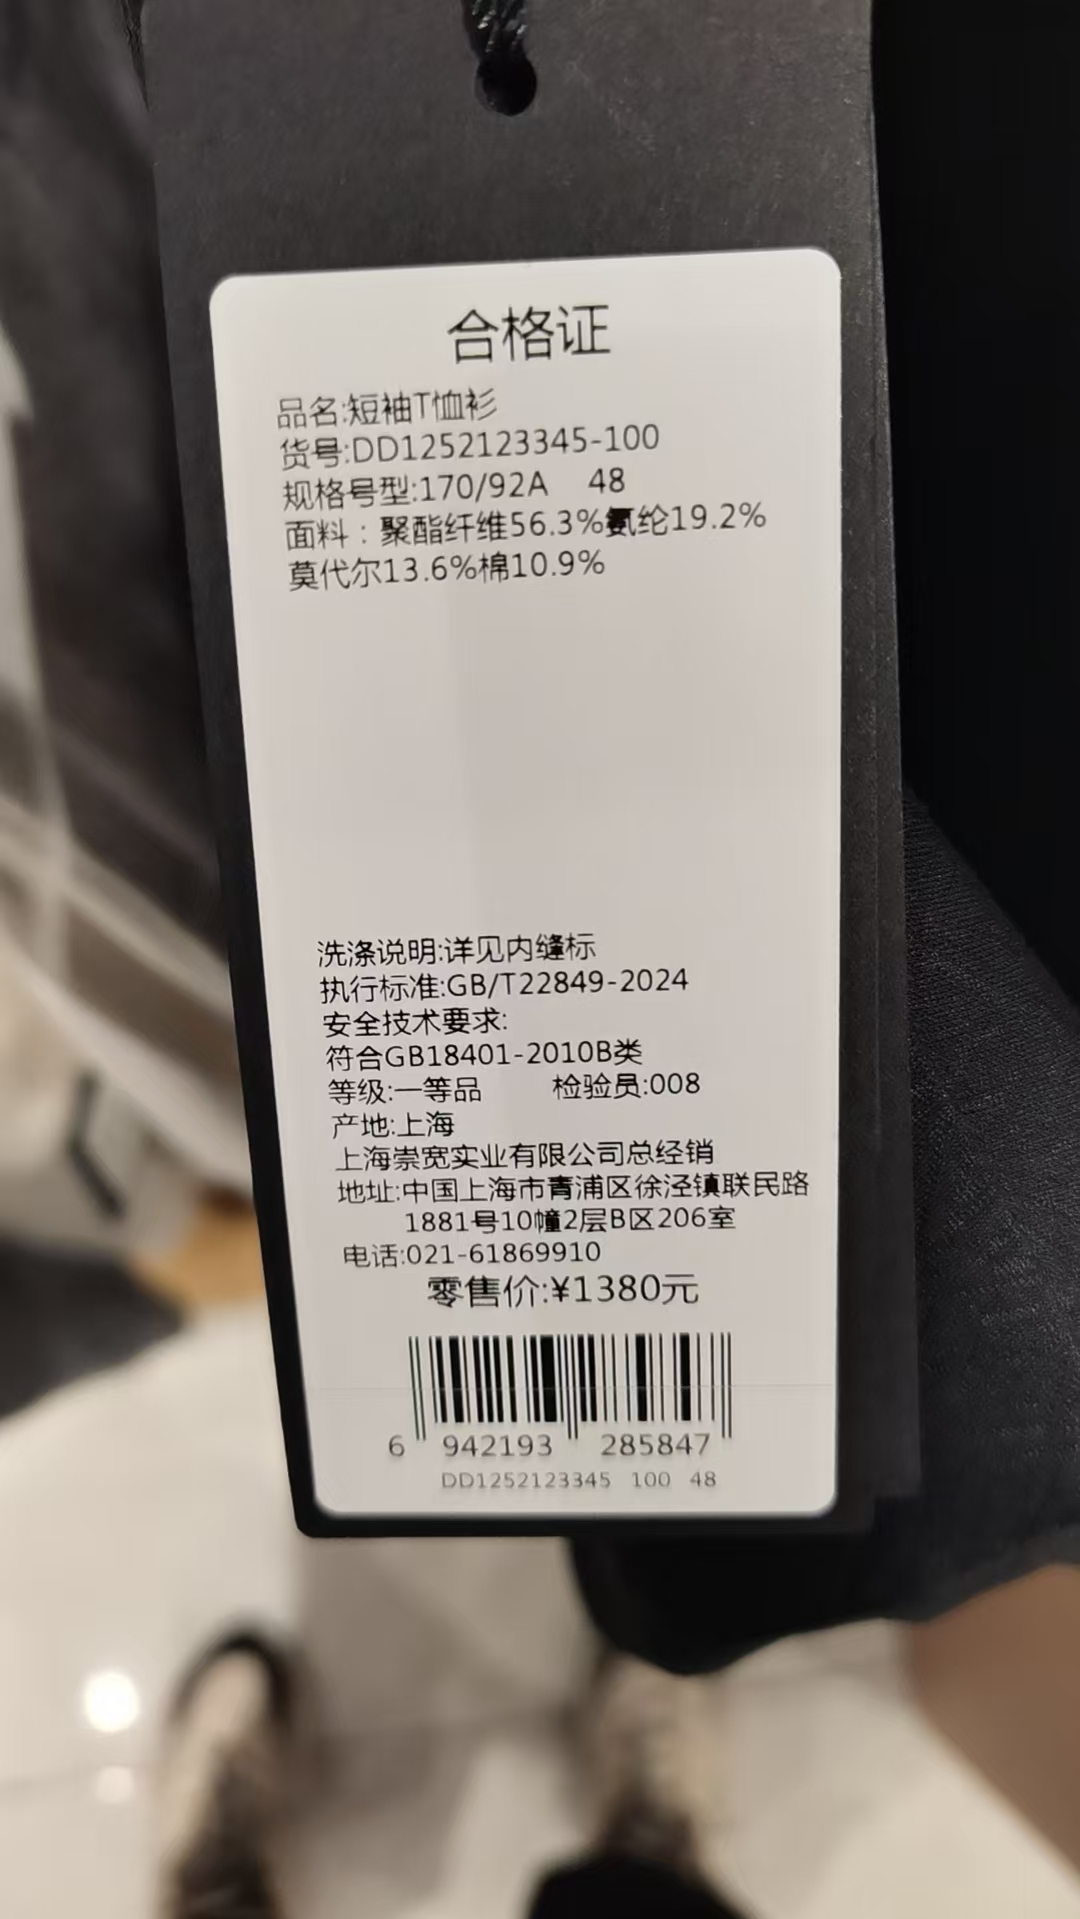 合格证
品名:短袖T恤衫
货号:DD1252123345-100
规格号型:170/92A 48
面料：聚酯纤维56.3%氨纶19.2%
莫代尔13.6%棉10.9%
洗涤说明:详见内缝标
执行标准:GB/T22849-2024
安全技术要求:
符合GB18401-2010B类
等级:一等品 检验员:008
产地:上海
上海崇宽实业有限公司总经销
地址:中国上海市青浦区徐泾镇联民路
1881号10幢2层B区206室
电话:021-61869910
零售价:¥1380元
6 942193 285847
DD1252123345 100 48